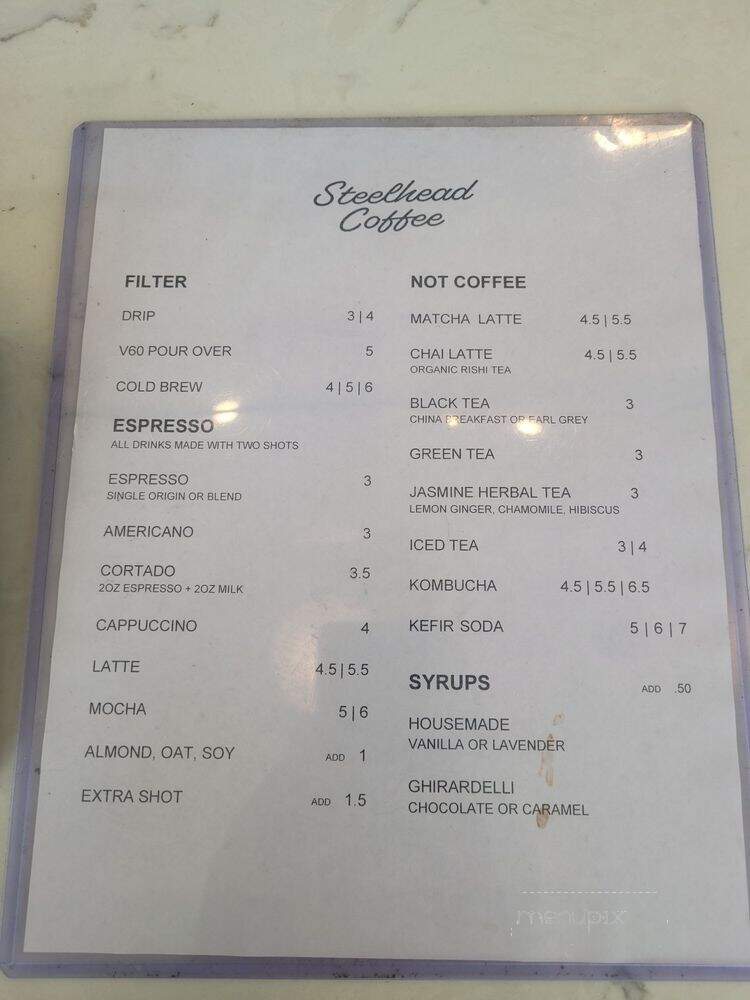 Steelhead
Coffee
FILTER
DRIP 3 | 4
V60 POUR OVER 5
COLD BREW 4 | 5 | 6
ESPRESSO
ALL DRINKS MADE WITH TWO SHOTS
ESPRESSO 3
SINGLE ORIGIN OR BLEND
AMERICANO 3
CORTADO 3.5
2OZ ESPRESSO + 2OZ MILK
CAPPUCCINO 4
LATTE 4.5 | 5.5
MOCHA 5 | 6
ALMOND, OAT, SOY ADD 1
EXTRA SHOT ADD 1.5
NOT COFFEE
MATCHA LATTE 4.5 | 5.5
CHAI LATTE 4.5 | 5.5
ORGANIC RISHI TEA
BLACK TEA 3
CHINA BREAKFAST OR EARL GREY
GREEN TEA 3
JASMINE HERBAL TEA 3
LEMON GINGER, CHAMOMILE, HIBISCUS
ICED TEA 3 | 4
KOMBUCHA 4.5 | 5.5 | 6.5
KEFIR SODA 5 | 6 | 7
SYRUPS ADD .50
HOUSEMADE
VANILLA OR LAVENDER
GHIRARDELLI
CHOCOLATE OR CARAMEL
menupix